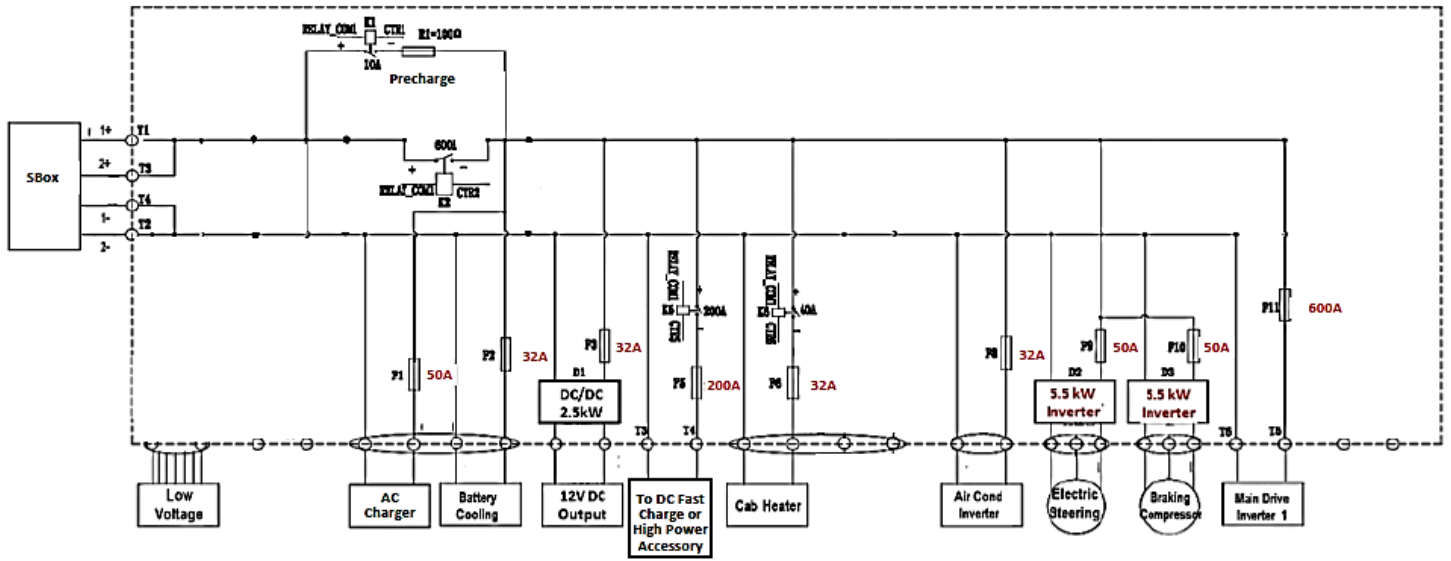 K1
RELAY_COM1
CTR1
+
-
R1=100Ω
10A
Precharge
SBox
1+
T1
2+
T3
T4
1-
T2
2-
6001
+
-
RELAY_COM1
CTR2
K2
RELAY_COM1
K5
+
200A
-
RELAY_COM1
K6
+
40A
-
F1
50A
F2
32A
F3
32A
F5
200A
F6
32A
F8
32A
F9
50A
F10
50A
F11
600A
D1
DC/DC
2.5kW
D2
5.5 kW
Inverter
D3
5.5 kW
Inverter
T3
T4
T6
T5
Low
Voltage
AC
Charger
Battery
Cooling
12V DC
Output
To DC Fast
Charge or
High Power
Accessory
Cab Heater
Air Cond
Inverter
Electric
Steering
Braking
Compressor
Main Drive
Inverter 1